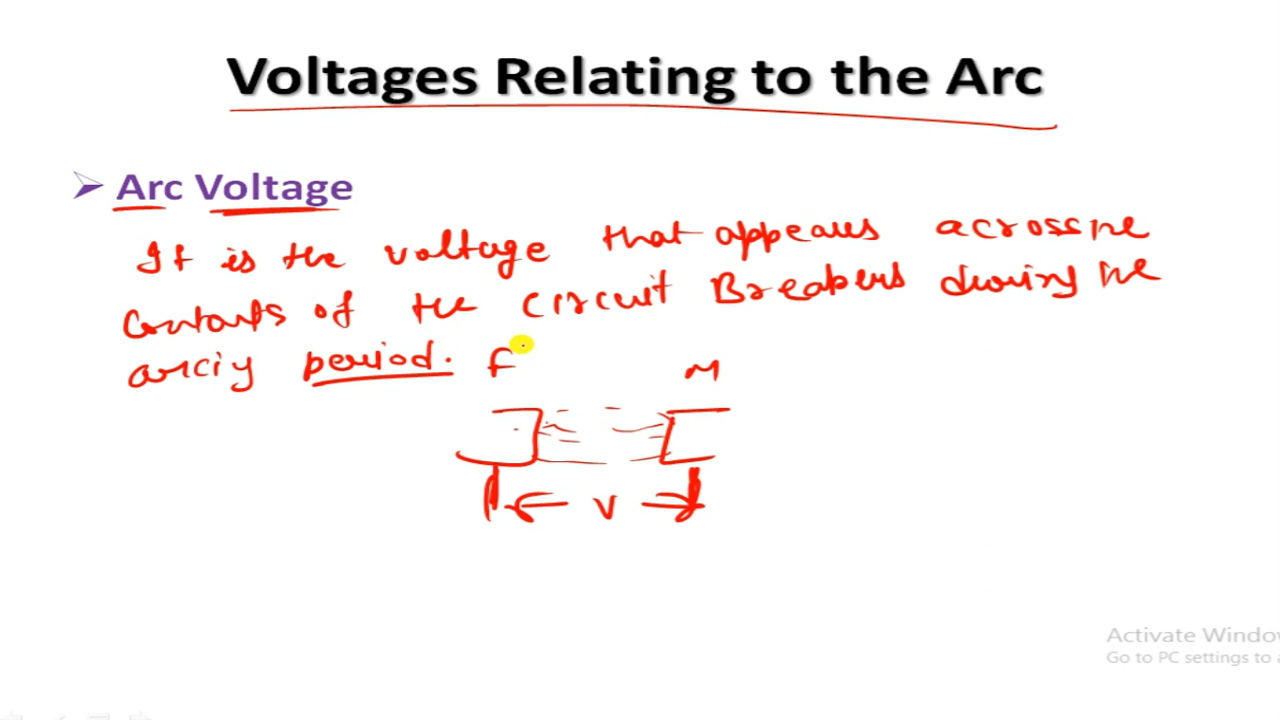 Voltages Relating to the Arc
Arc Voltage
It is the voltage that appears across the
contacts of the circuit Breakers during the
arcing period. F
M
V
Activate Window
Go to PC settings to a